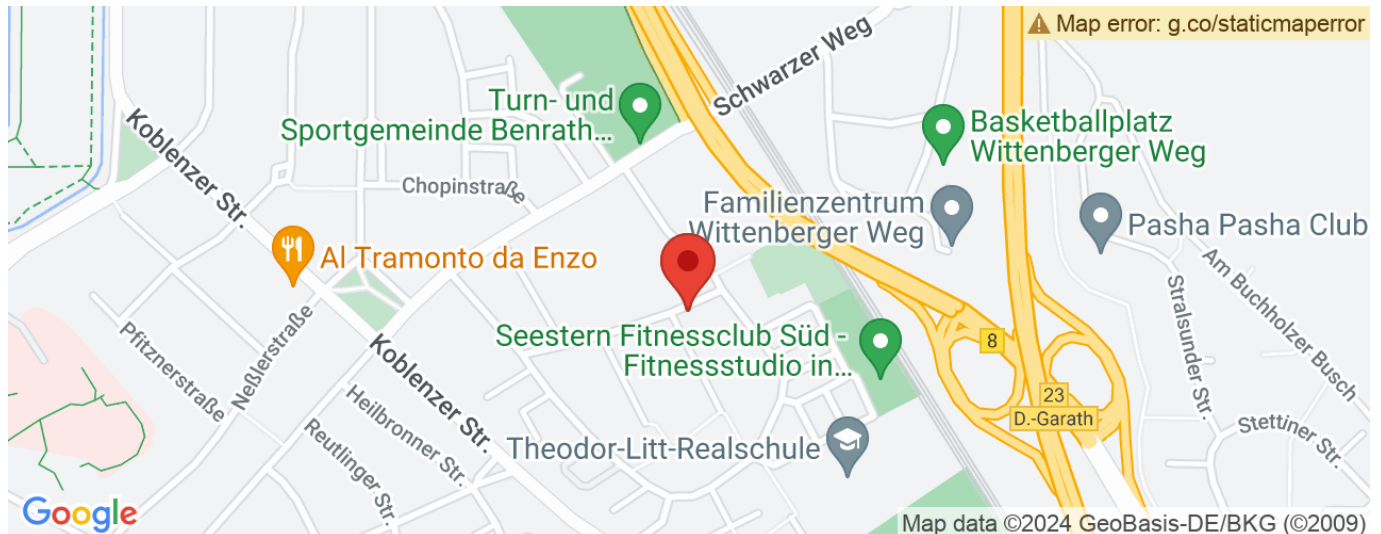 Map error: g.co/staticmaperror
Schwarzer Weg
Turn- und
Sportgemeinde Benrath...
Basketballplatz
Wittenberger Weg
Koblenzer Str.
Chopinstraße
Familienzentrum
Wittenberger Weg
Pasha Pasha Club
Al Tramonto da Enzo
Am Buchholzer Busch
Stralsunder Str.
Pfitznerstraße
Neßlerstraße
Koblenzer Str.
Seestern Fitnessclub Süd -
Fitnessstudio in...
8
23
D.-Garath
Heilbronner Str.
Reutlinger Str.
Theodor-Litt-Realschule
Stettiner Str.
Google
Map data ©2024 GeoBasis-DE/BKG (©2009)